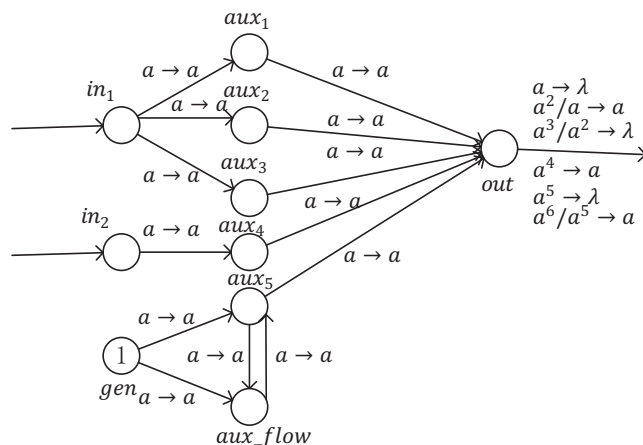 aux₁
a → a
a → a
in₁
a → a
aux₂
a → a
a → λ
a²/a → a
a³/a² → λ
a → a
a → a
aux₃
out
a⁴ → a
a⁵ → λ
a⁶/a⁵ → a
in₂
a → a
aux₄
a → a
aux₅
a → a
a → a
1
a → a
a → a
gen
a → a
aux_flow